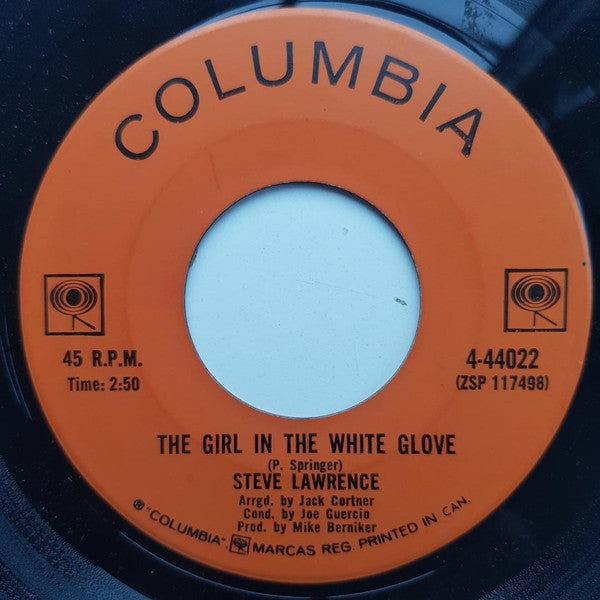 COLUMBIA
45 R.P.M.
Time: 2:50
4-44022
(ZSP 117498)
THE GIRL IN THE WHITE GLOVE
(P. Springer)
STEVE LAWRENCE
Arrgd. by Jack Cortner
Cond. by Joe Guercio
Prod. by Mike Berniker
® "COLUMBIA", MARCAS REG. PRINTED IN CAN.